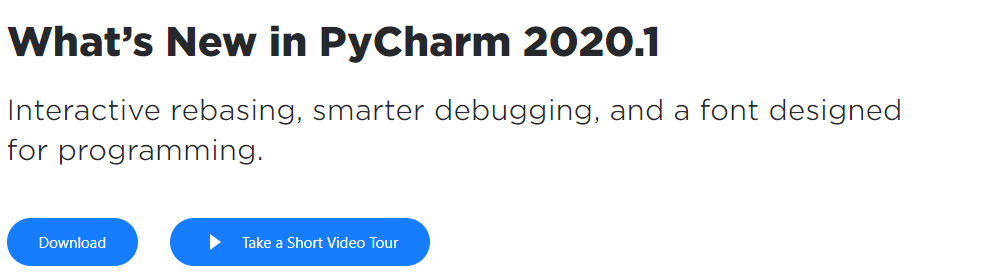 What’s New in PyCharm 2020.1
Interactive rebasing, smarter debugging, and a font designed
for programming.
Download
Take a Short Video Tour